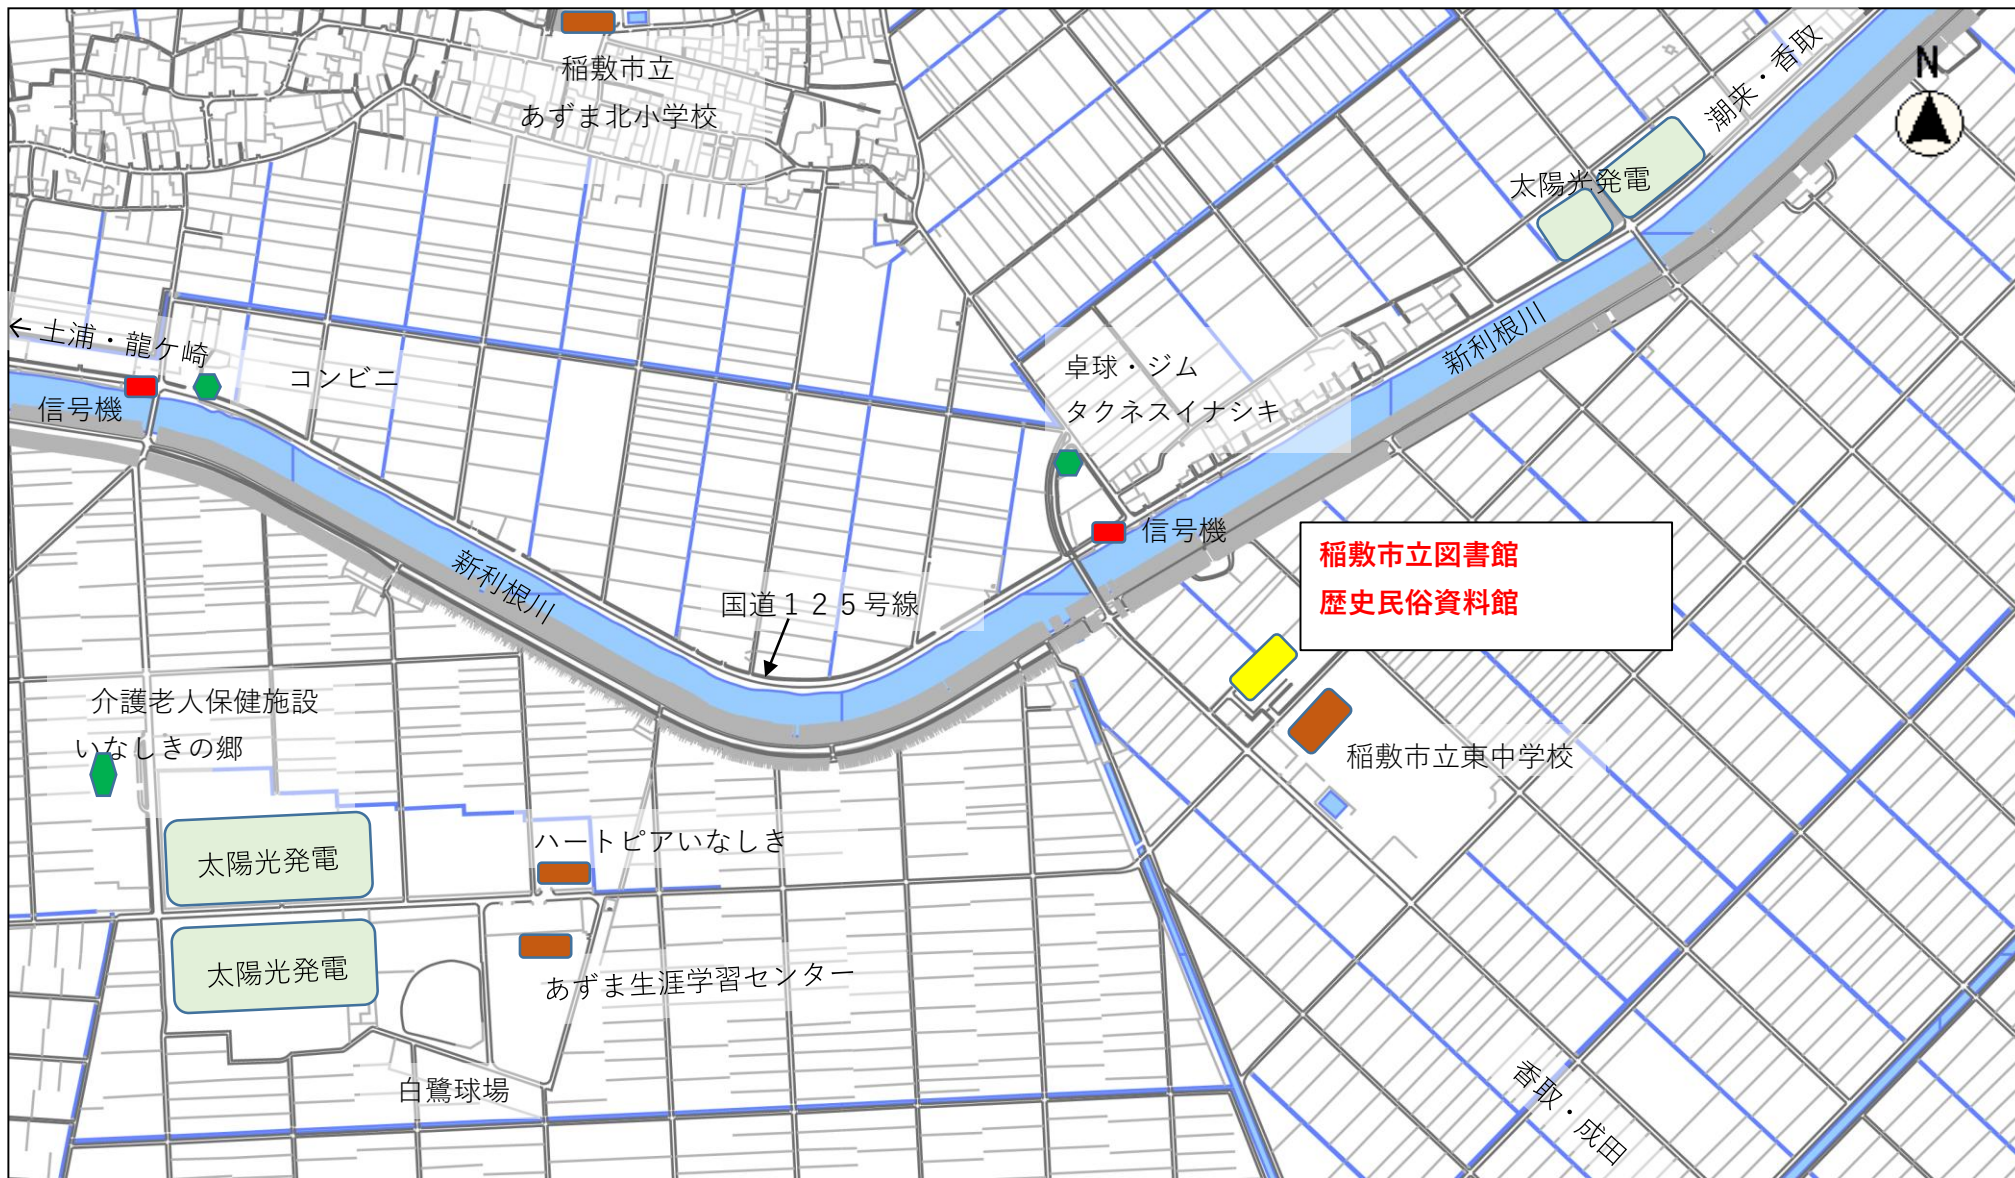 稲敷市立
あずま北小学校
N
潮来・香取
太陽光発電
← 土浦・龍ケ崎
コンビニ
信号機
卓球・ジム
タクネスイナシキ
新利根川
信号機
稲敷市立図書館
歴史民俗資料館
新利根川
国道１２５号線
介護老人保健施設
いなしきの郷
稲敷市立東中学校
太陽光発電
ハートピアいなしき
太陽光発電
あずま生涯学習センター
白鷺球場
香取・成田